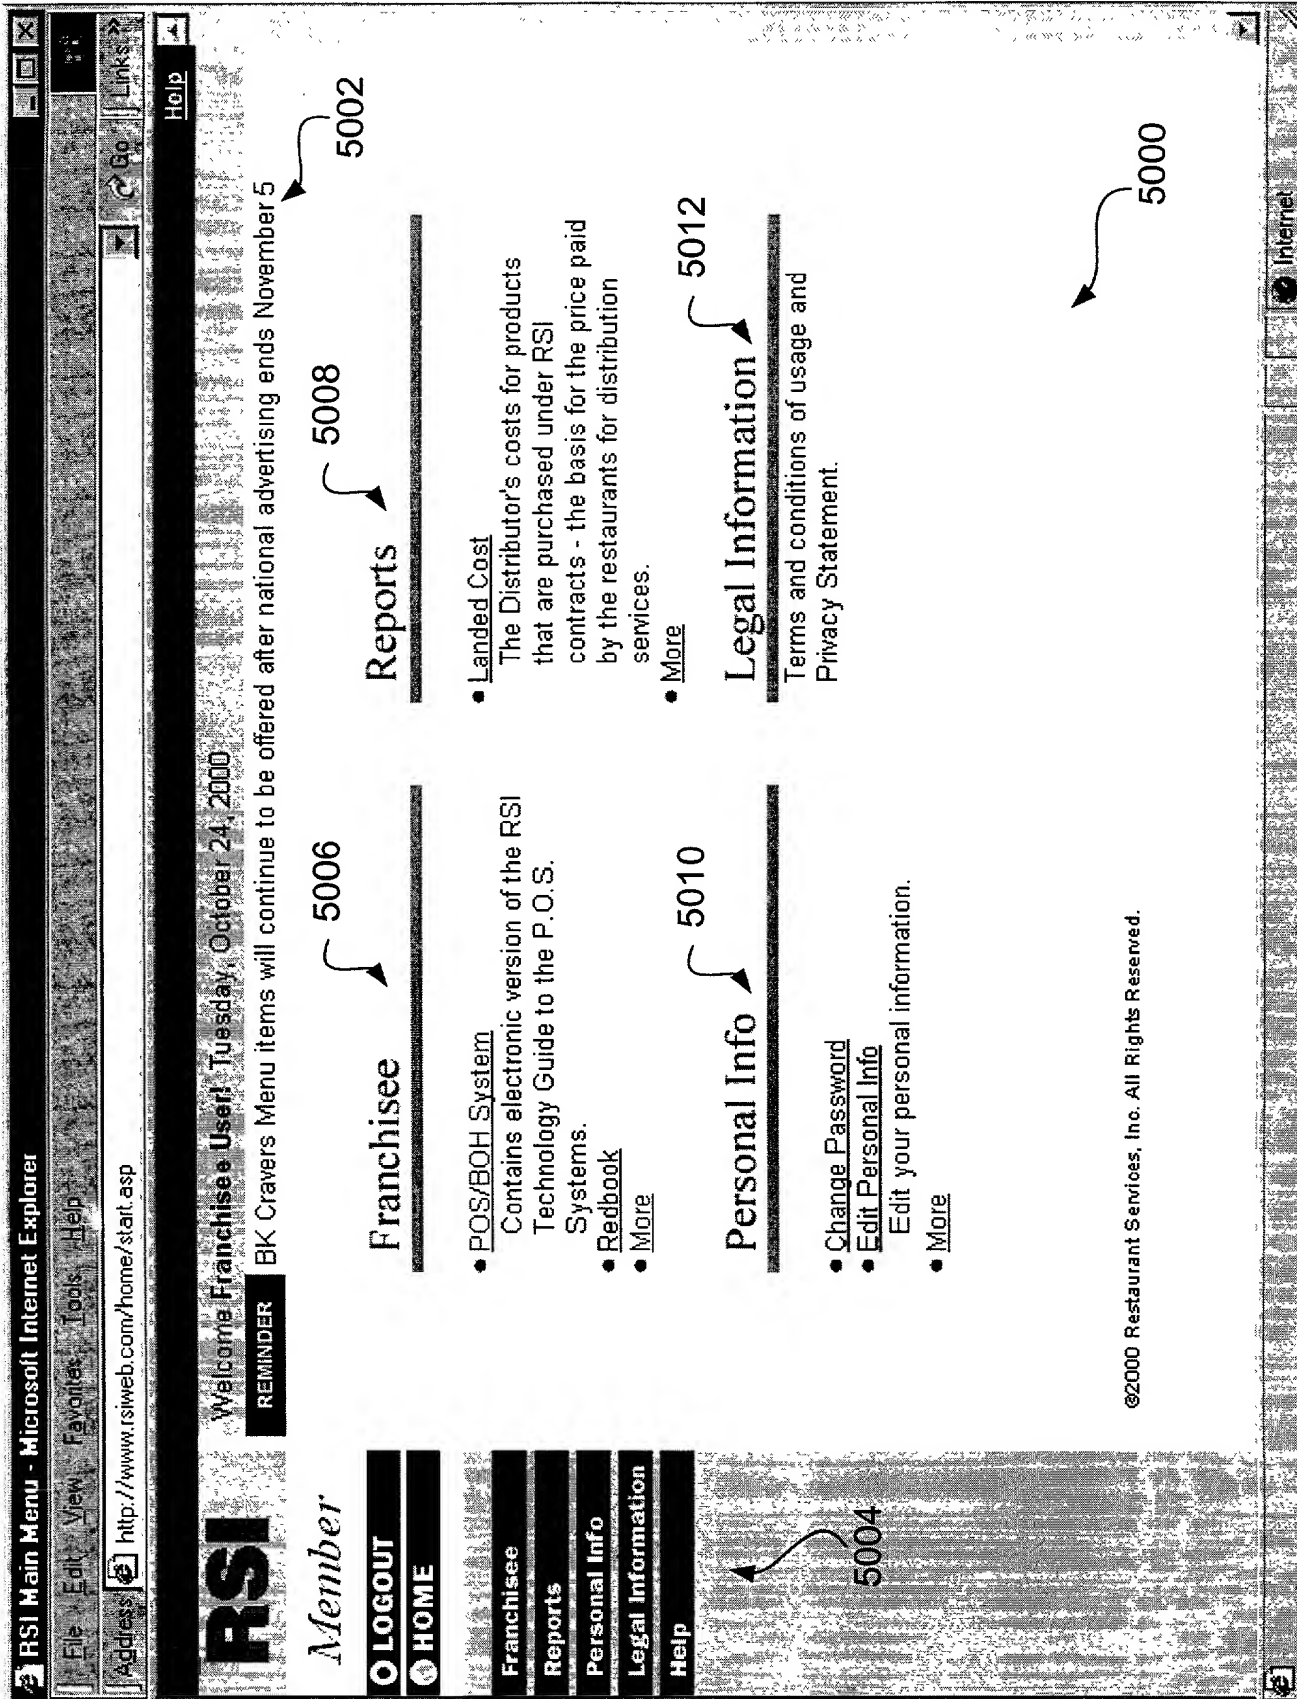 RSI Main Menu - Microsoft Internet Explorer
File Edit View Favorites Tools Help
Address http://www.rsiweb.com/home/start.asp Go Links »
Help
RSI
Welcome Franchisee User! Tuesday, October 24, 2000
REMINDER BK Cravers Menu items will continue to be offered after national advertising ends November 5
5002
Member
LOGOUT
HOME
Franchisee
Reports
Personal Info
Legal Information
Help
5004
Franchisee
5006
• POS/BOH System
Contains electronic version of the RSI
Technology Guide to the P.O.S.
Systems.
• Redbook
• More
Reports
5008
• Landed Cost
The Distributor's costs for products
that are purchased under RSI
contracts - the basis for the price paid
by the restaurants for distribution
services.
• More
Personal Info
5010
• Change Password
• Edit Personal Info
Edit your personal information.
• More
Legal Information
5012
Terms and conditions of usage and
Privacy Statement.
5000
©2000 Restaurant Services, Inc. All Rights Reserved.
Internet